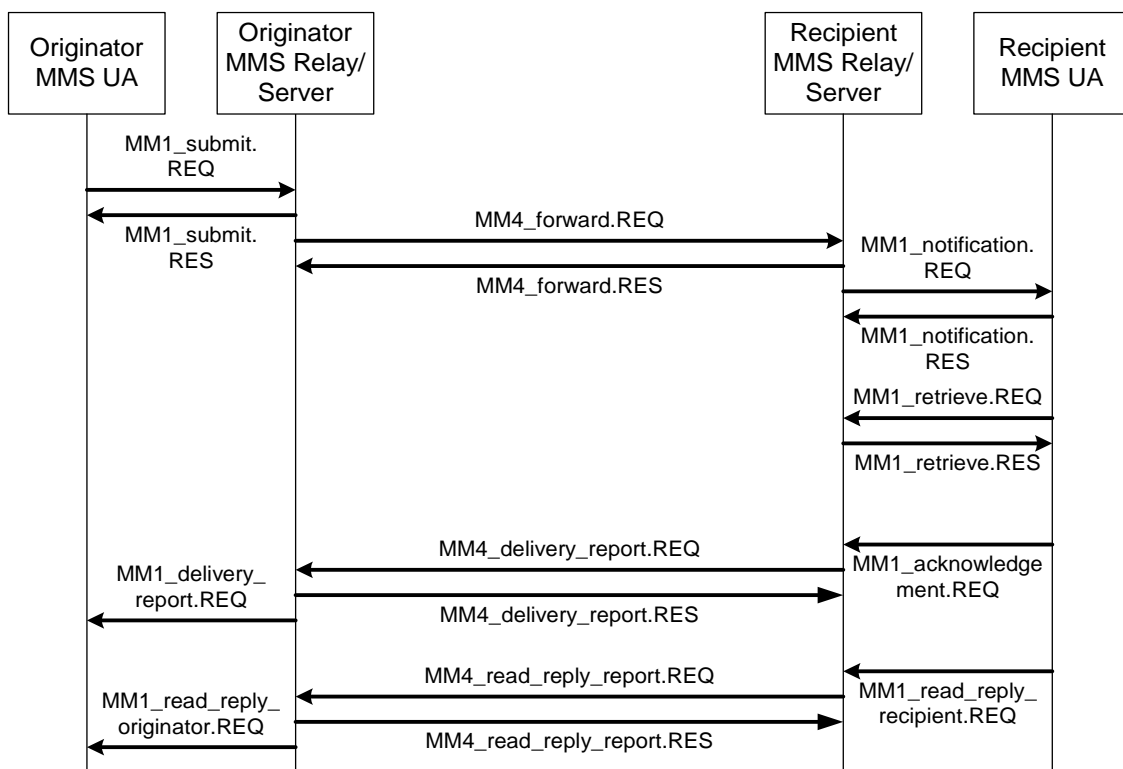 Originator
MMS UA
Originator
MMS Relay/
Server
Recipient
MMS Relay/
Server
Recipient
MMS UA
MM1_submit.
REQ
MM1_submit.
RES
MM4_forward.REQ
MM4_forward.RES
MM1_notification.
REQ
MM1_notification.
RES
MM1_retrieve.REQ
MM1_retrieve.RES
MM1_acknowledge
ment.REQ
MM4_delivery_report.REQ
MM4_delivery_report.RES
MM1_delivery_
report.REQ
MM1_read_reply_
recipient.REQ
MM4_read_reply_report.REQ
MM4_read_reply_report.RES
MM1_read_reply_
originator.REQ